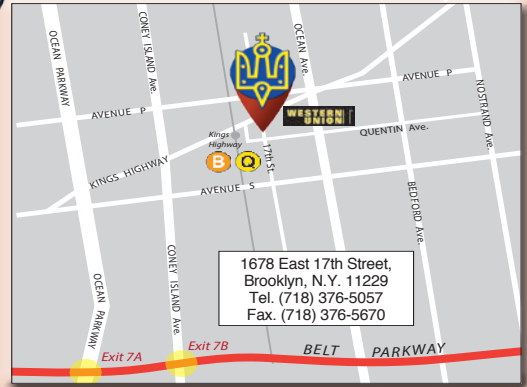 OCEAN PARKWAY
CONEY ISLAND Ave.
OCEAN Ave.
AVENUE P
NOSTRAND Ave.
AVENUE P
WESTERN
UNION
QUENTIN Ave.
Kings
Highway
17th St.
B Q
KINGS HIGHWAY
AVENUE S
BEDFORD Ave.
CONEY ISLAND Ave.
OCEAN PARKWAY
1678 East 17th Street,
Brooklyn, N.Y. 11229
Tel. (718) 376-5057
Fax. (718) 376-5670
Exit 7A
Exit 7B
BELT PARKWAY